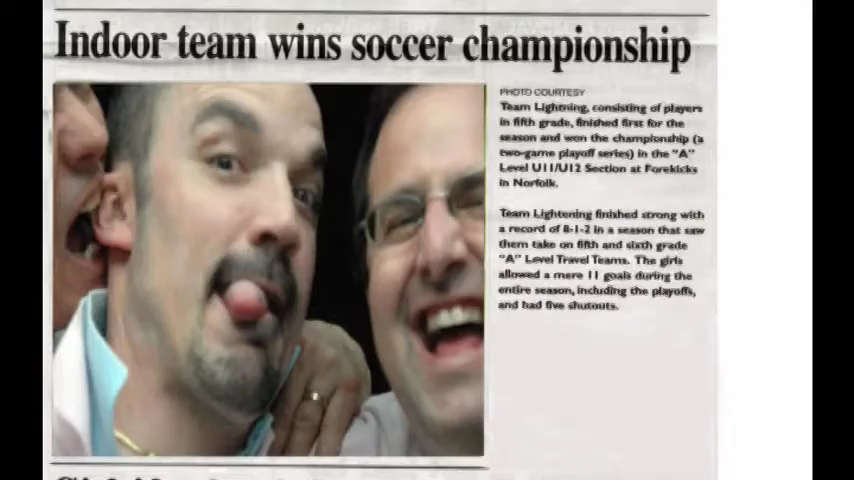 Indoor team wins soccer championship
PHOTO COURTESY
Team Lightning, consisting of players
in fifth grade, finished first for the
season and won the championship (a
two-game playoff series) in the "A"
Level U11/U12 Section at Forekicks
in Norfolk.
Team Lightening finished strong with
a record of 8-1-2 in a season that saw
them take on fifth and sixth grade
"A" Level Travel Teams. The girls
allowed a mere 11 goals during the
entire season, including the playoffs,
and had five shutouts.